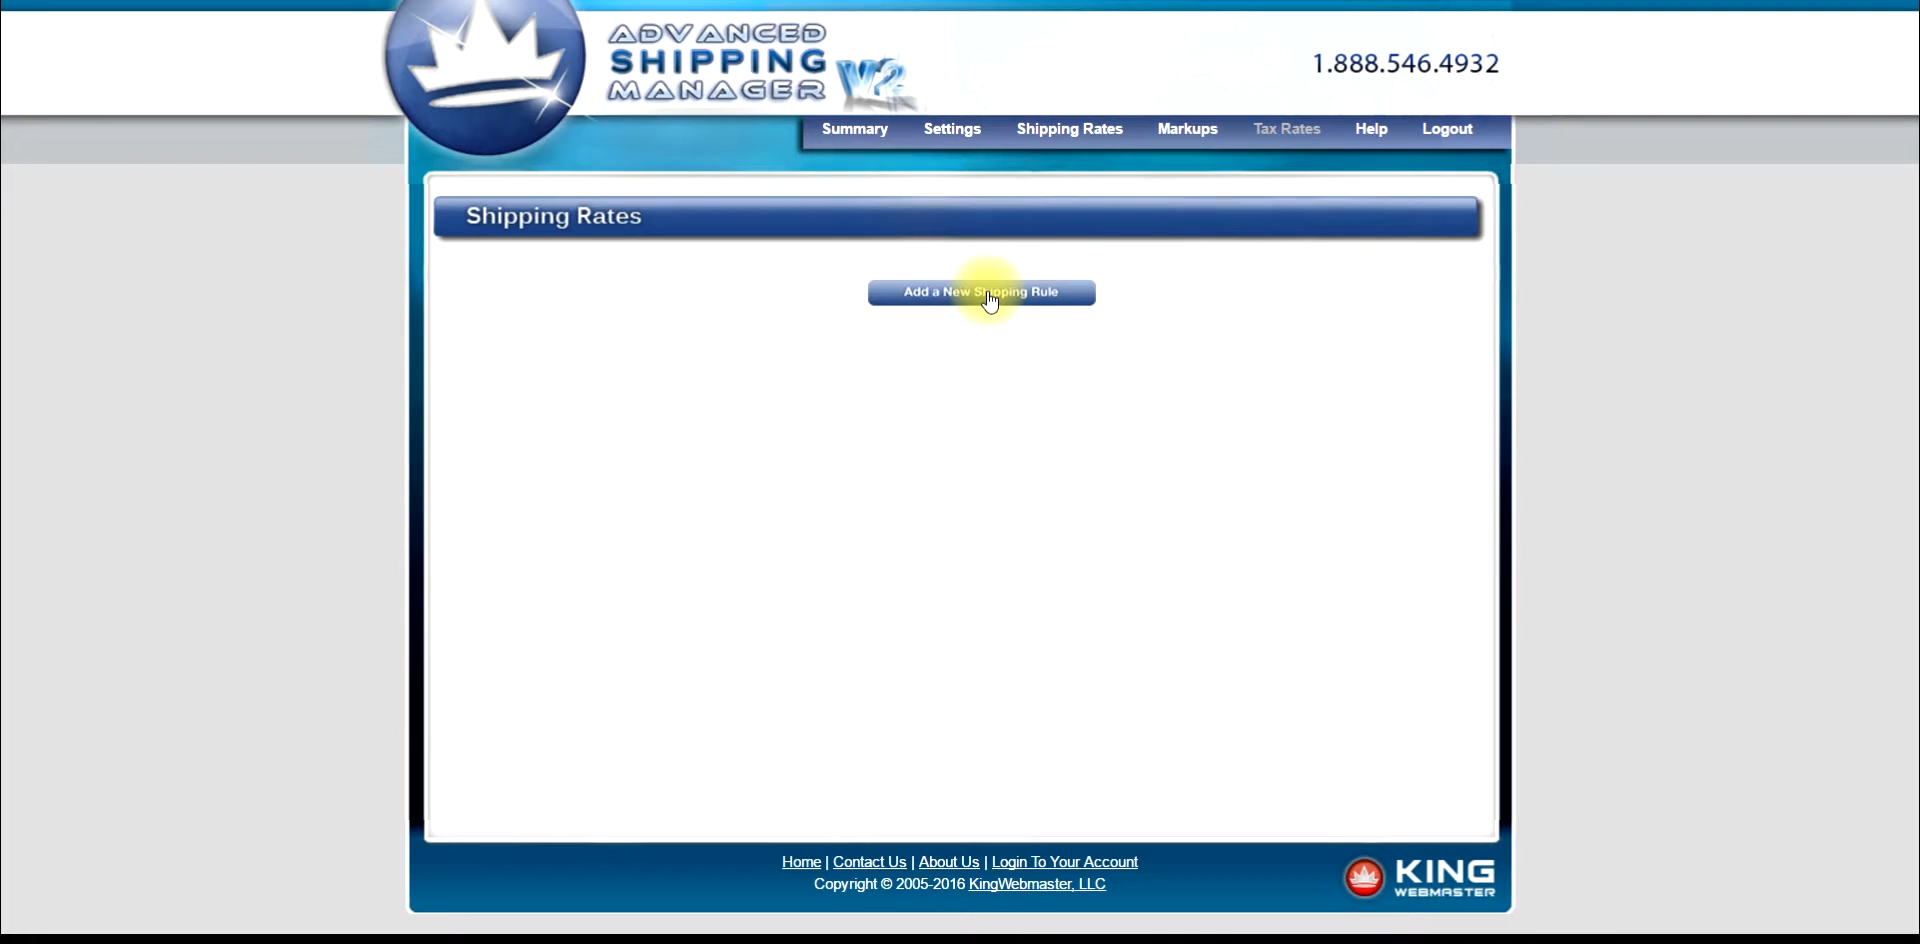 ADVANCED
SHIPPING
MANAGER V2
1.888.546.4932
Summary Settings Shipping Rates Markups Tax Rates Help Logout
Shipping Rates
Add a New Shipping Rule
Home | Contact Us | About Us | Login To Your Account
Copyright © 2005-2016 KingWebmaster, LLC
KING
WEBMASTER